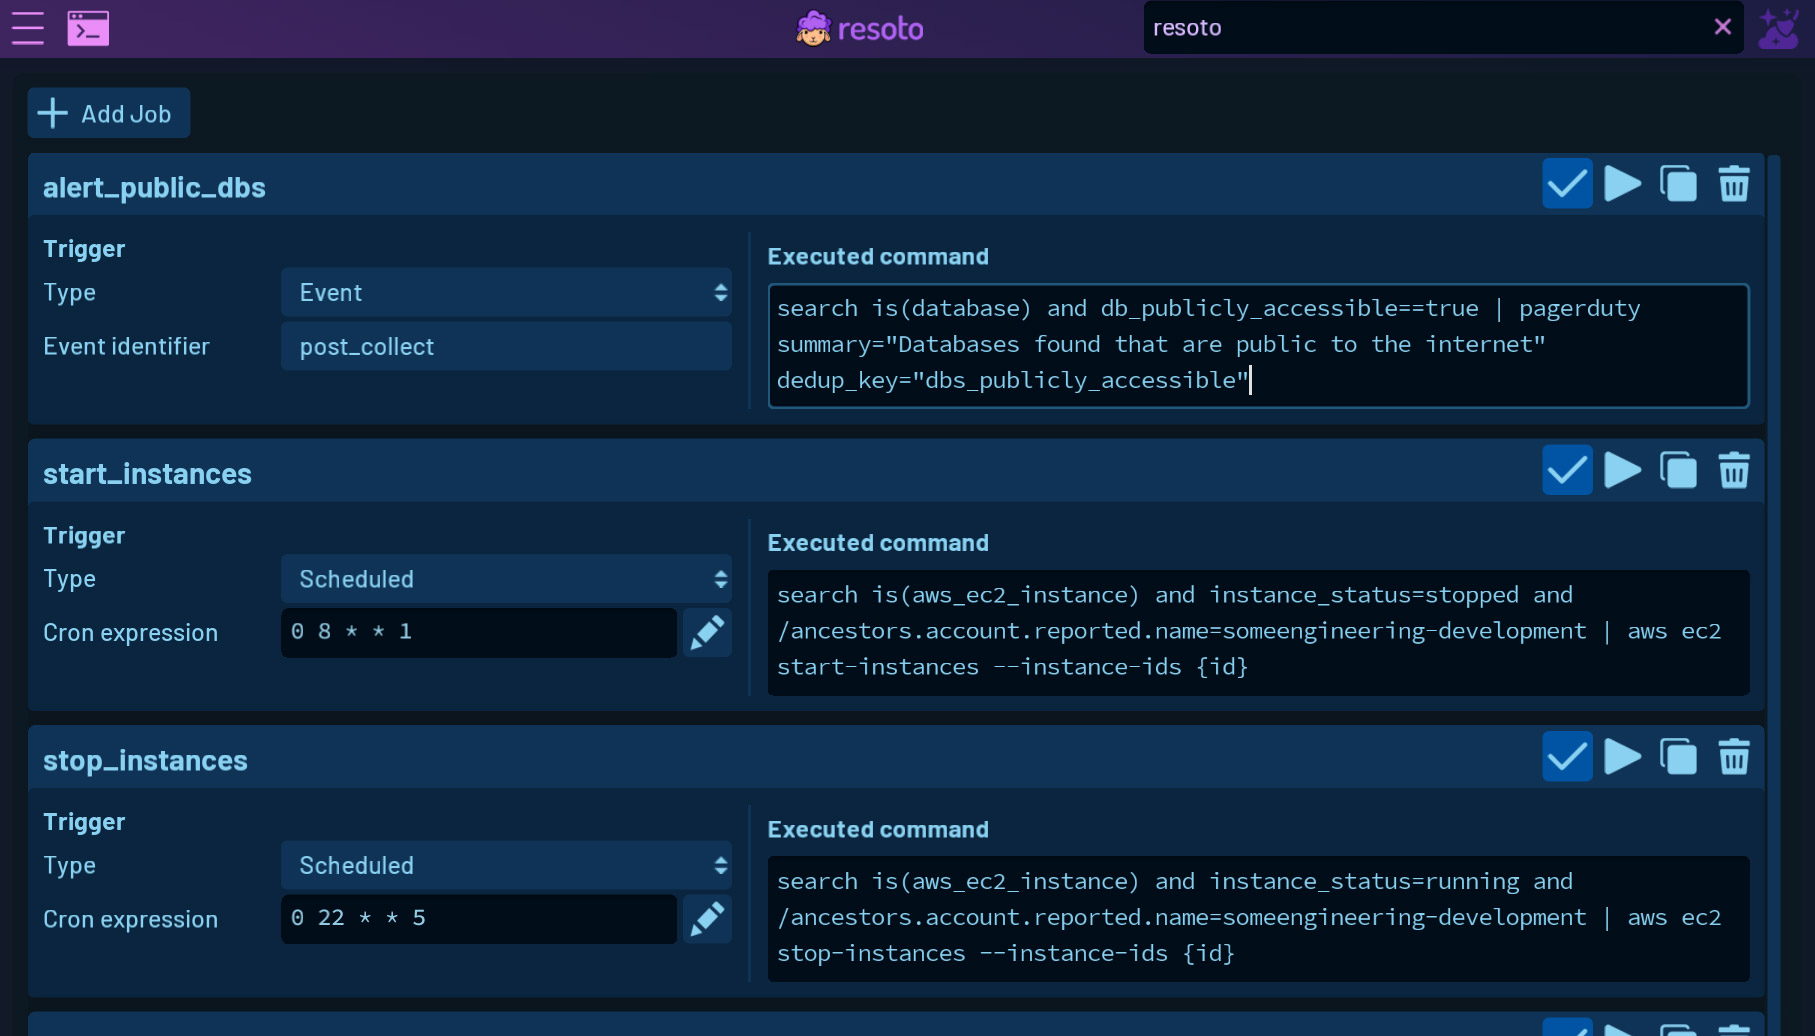 resoto
resoto
Add Job
alert_public_dbs
Trigger
Type
Event
Event identifier
post_collect
Executed command
search is(database) and db_publicly_accessible==true | pagerduty
summary="Databases found that are public to the internet"
dedup_key="dbs_publicly_accessible"
start_instances
Trigger
Type
Scheduled
Cron expression
0 8 * * 1
Executed command
search is(aws_ec2_instance) and instance_status=stopped and
/ancestors.account.reported.name=someengineering-development | aws ec2
start-instances --instance-ids {id}
stop_instances
Trigger
Type
Scheduled
Cron expression
0 22 * * 5
Executed command
search is(aws_ec2_instance) and instance_status=running and
/ancestors.account.reported.name=someengineering-development | aws ec2
stop-instances --instance-ids {id}